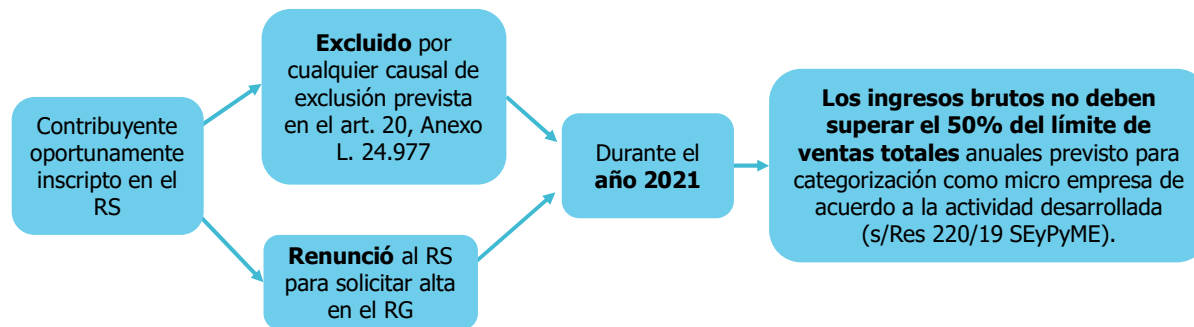 Contribuyente
oportunamente
inscripto en el
RS
Excluido por
cualquier causal de
exclusión prevista
en el art. 20, Anexo
L. 24.977
Renunció al RS
para solicitar alta
en el RG
Durante el
año 2021
Los ingresos brutos no deben
superar el 50% del límite de
ventas totales anuales previsto para
categorización como micro empresa de
acuerdo a la actividad desarrollada
(s/Res 220/19 SEyPyME).